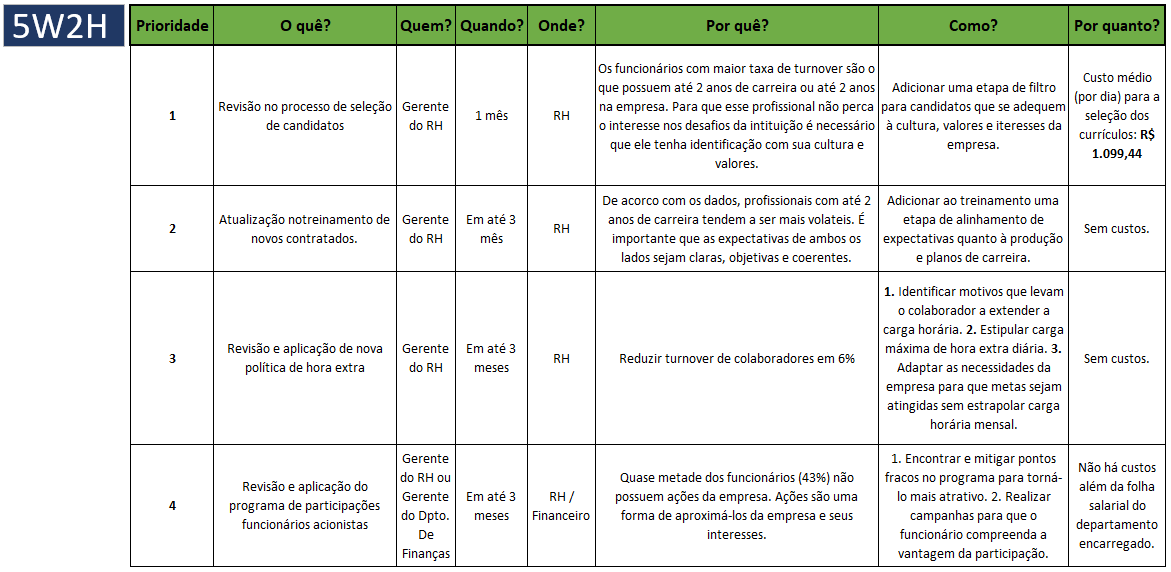 5W2H
Prioridade
O quê?
Quem?
Quando?
Onde?
Por quê?
Como?
Por quanto?
1
Revisão no processo de seleção
de candidatos
Gerente
do RH
1 mês
RH
Os funcionários com maior taxa de turnover são o
que possuem até 2 anos de carreira ou até 2 anos
na empresa. Para que esse profissional não perca
o interesse nos desafios da intituição é necessário
que ele tenha identificação com sua cultura e
valores.
Adicionar uma etapa de filtro
para candidatos que se adequem
à cultura, valores e iteresses da
empresa.
Custo médio
(por dia) para a
seleção dos
currículos: R$
1.099,44
2
Atualização notreinamento de
novos contratados.
Gerente
do RH
Em até 3
mês
RH
De acorco com os dados, profissionais com até 2
anos de carreira tendem a ser mais volateis. É
importante que as expectativas de ambos os
lados sejam claras, objetivas e coerentes.
Adicionar ao treinamento uma
etapa de alinhamento de
expectativas quanto à produção
e planos de carreira.
Sem custos.
3
Revisão e aplicação de nova
política de hora extra
Gerente
do RH
Em até 3
meses
RH
Reduzir turnover de colaboradores em 6%
1. Identificar motivos que levam
o colaborador a extender a
carga horária. 2. Estipular carga
máxima de hora extra diária. 3.
Adaptar as necessidades da
empresa para que metas sejam
atingidas sem estrapolar carga
horária mensal.
Sem custos.
4
Revisão e aplicação do
programa de participações
funcionários acionistas
Gerente
do RH ou
Gerente
do Dpto.
De
Finanças
Em até 3
meses
RH /
Financeiro
Quase metade dos funcionários (43%) não
possuem ações da empresa. Ações são uma
forma de aproximá-los da empresa e seus
interesses.
1. Encontrar e mitigar pontos
fracos no programa para torná-
lo mais atrativo. 2. Realizar
campanhas para que o
funcionário compreenda a
vantagem da participação.
Não há custos
além da folha
salarial do
departamento
encarregado.